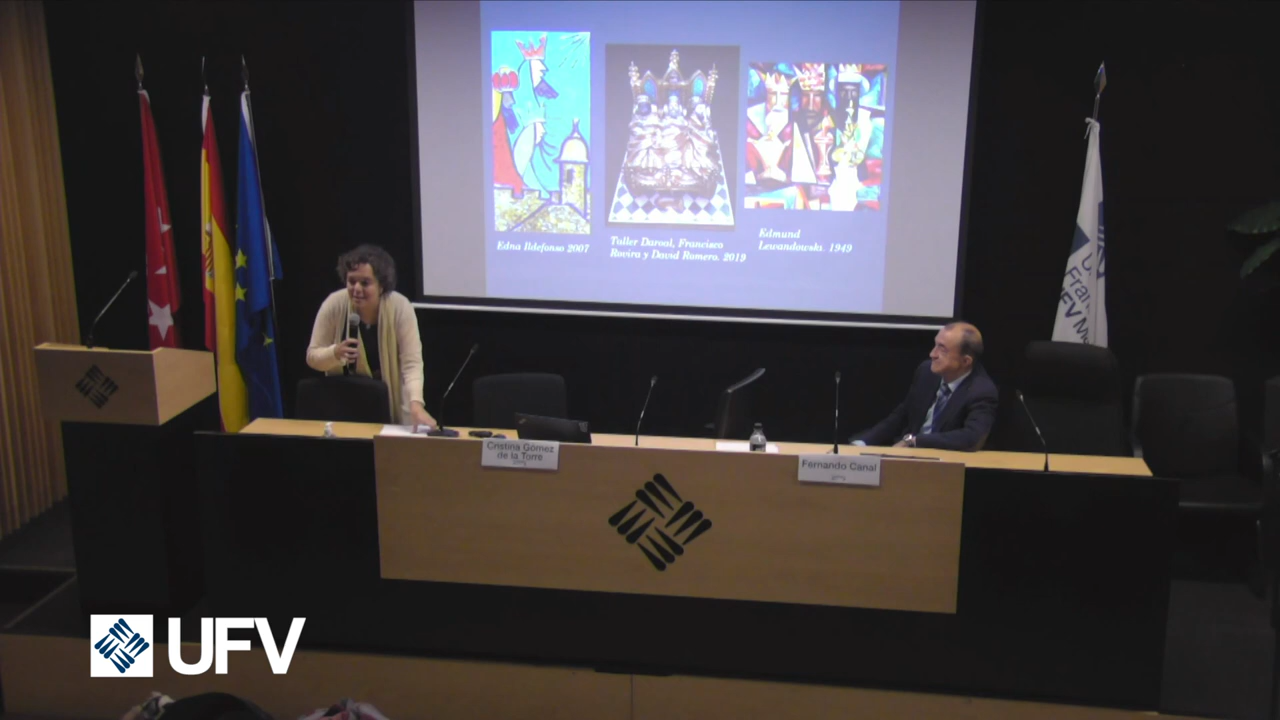 Edna Ildefonso 2007
Taller Daroal, Francisco
Rovira y David Romero. 2019
Edmund
Lewandowski. 1949
Cristina Gómez
de la Torre
Fernando Canal
UFV